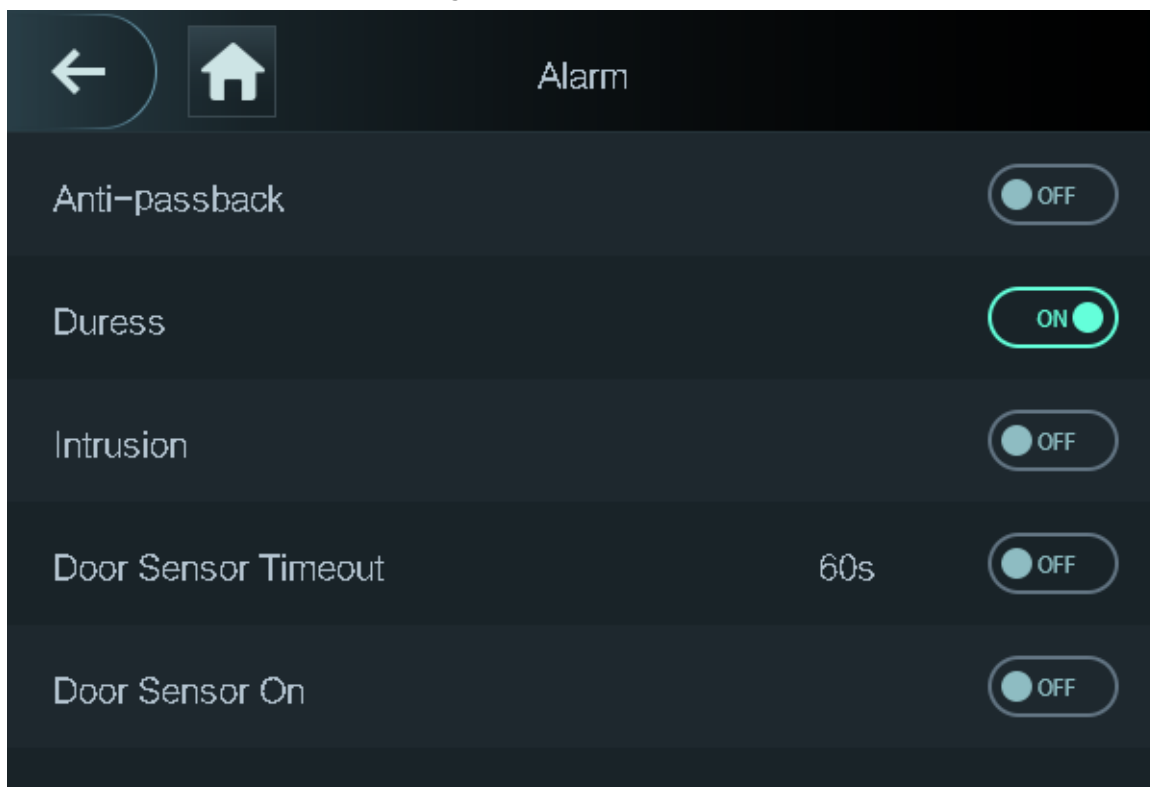 Alarm
Anti-passback OFF
Duress ON
Intrusion OFF
Door Sensor Timeout 60s OFF
Door Sensor On OFF